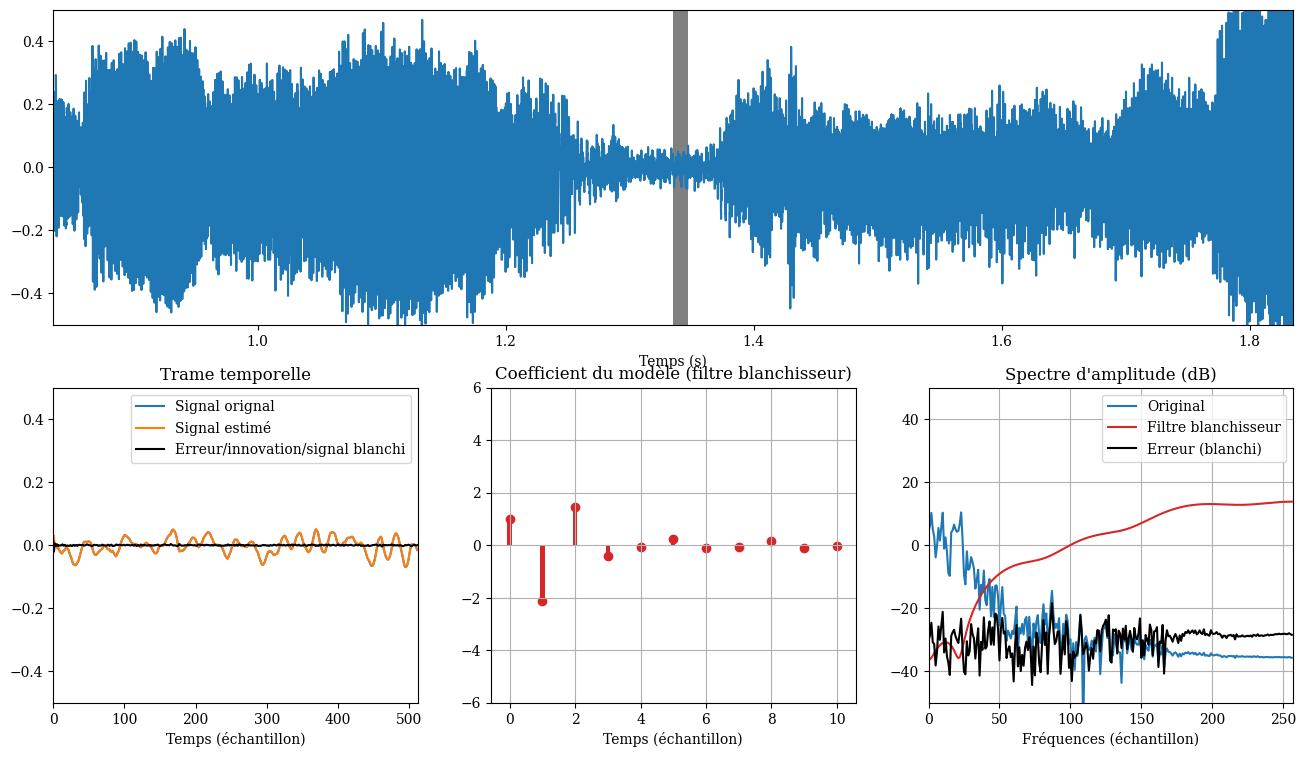 0.4
0.2
0.0
−0.2
−0.4
1.0 1.2 1.4 1.6 1.8
Temps (s)
Trame temporelle
0.4
0.2
0.0
−0.2
−0.4
Signal orignal
Signal estimé
Erreur/innovation/signal blanchi
0 100 200 300 400 500
Temps (échantillon)
Coefficient du modèle (filtre blanchisseur)
6
4
2
0
−2
−4
−6
0 2 4 6 8 10
Temps (échantillon)
Spectre d'amplitude (dB)
40
20
0
−20
−40
Original
Filtre blanchisseur
Erreur (blanchi)
0 50 100 150 200 250
Fréquences (échantillon)